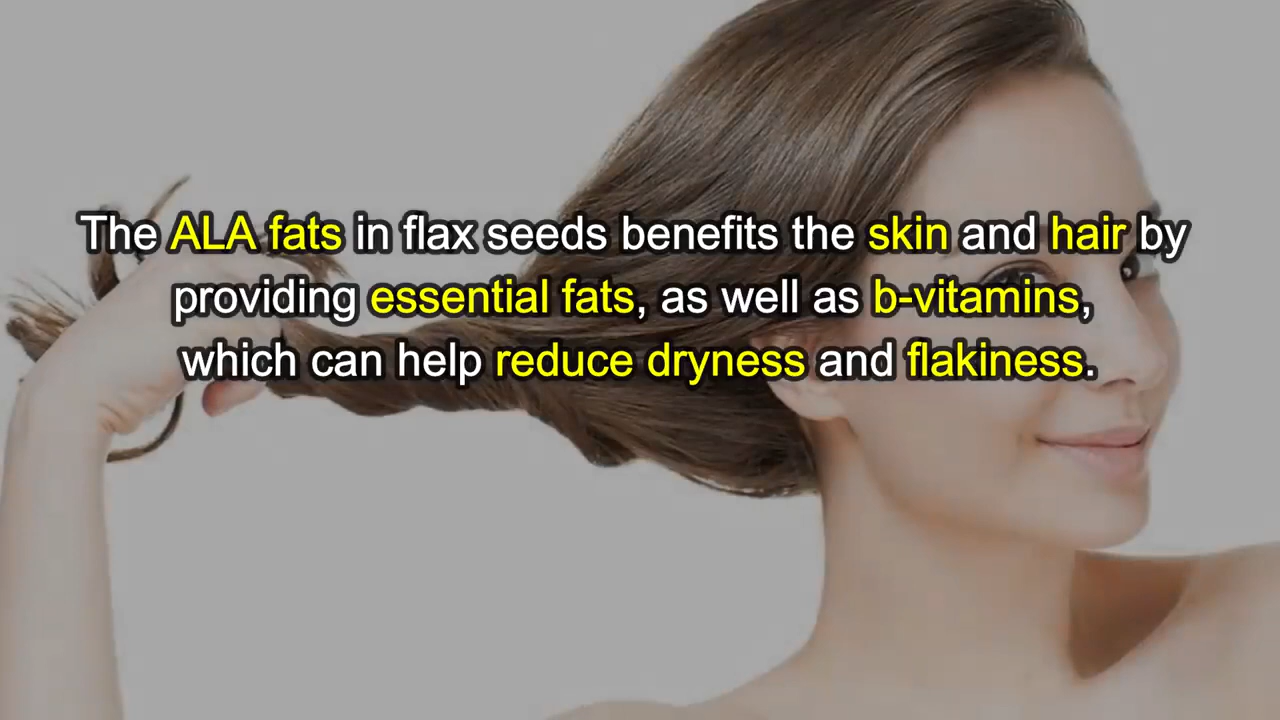 The ALA fats in flax seeds benefits the skin and hair by
providing essential fats, as well as b-vitamins,
which can help reduce dryness and flakiness.